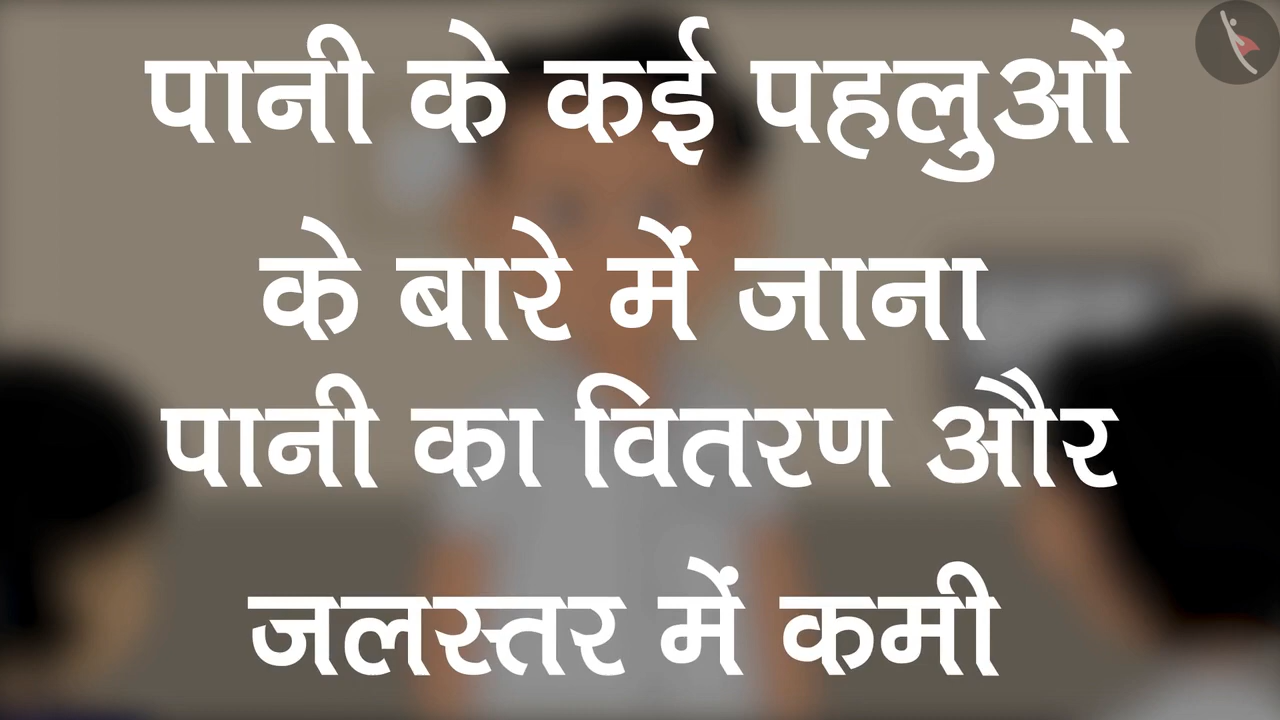 पानी के कई पहलुओं
के बारे में जाना
पानी का वितरण और
जलस्तर में कमी